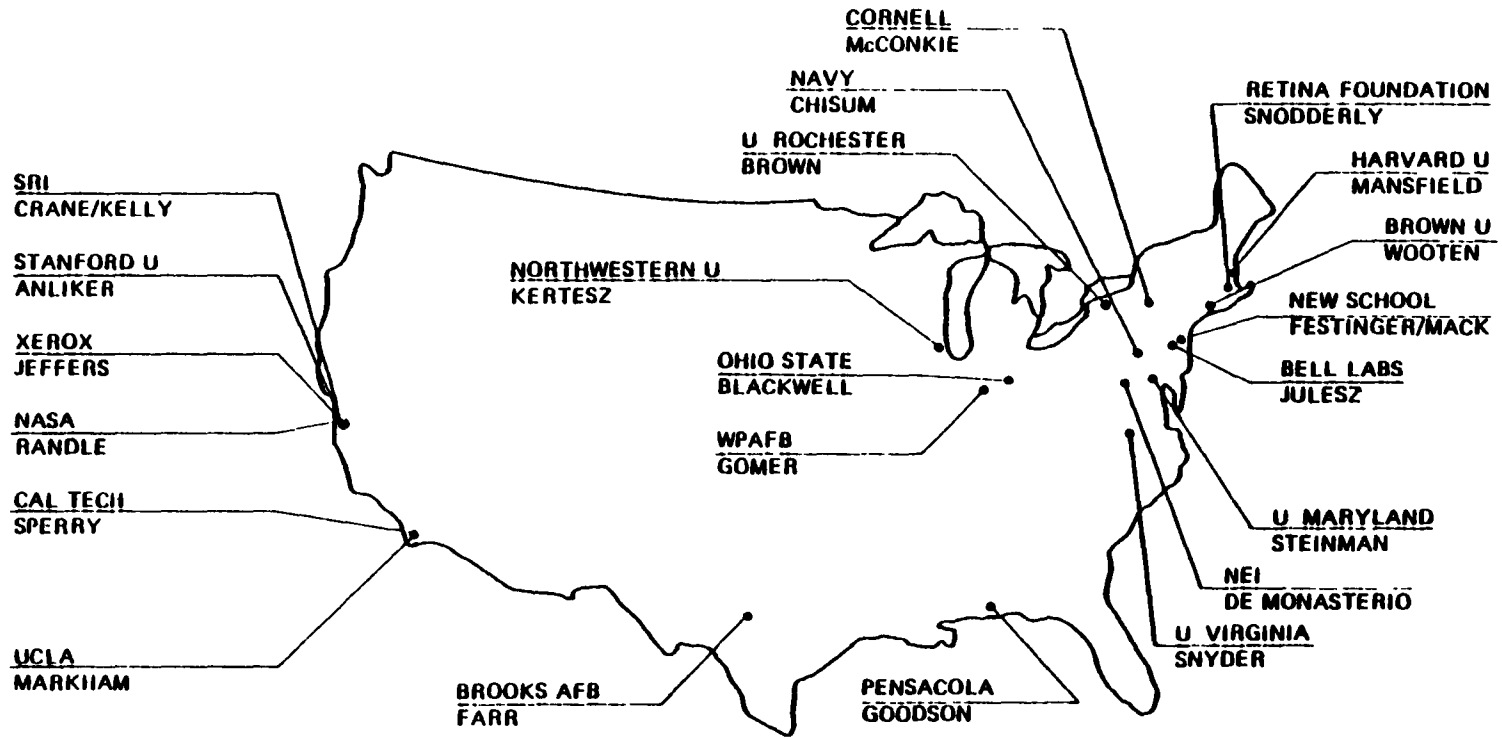 CORNELL
McCONKIE
NAVY
CHISUM
U ROCHESTER
BROWN
RETINA FOUNDATION
SNODDERLY
HARVARD U
MANSFIELD
BROWN U
WOOTEN
NEW SCHOOL
FESTINGER/MACK
BELL LABS
JULESZ
SRI
CRANE/KELLY
STANFORD U
ANLIKER
XEROX
JEFFERS
NASA
RANDLE
CAL TECH
SPERRY
UCLA
MARKHAM
NORTHWESTERN U
KERTESZ
OHIO STATE
BLACKWELL
WPAFB
GOMER
BROOKS AFB
FARR
PENSACOLA
GOODSON
U MARYLAND
STEINMAN
NEI
DE MONASTERIO
U VIRGINIA
SNYDER